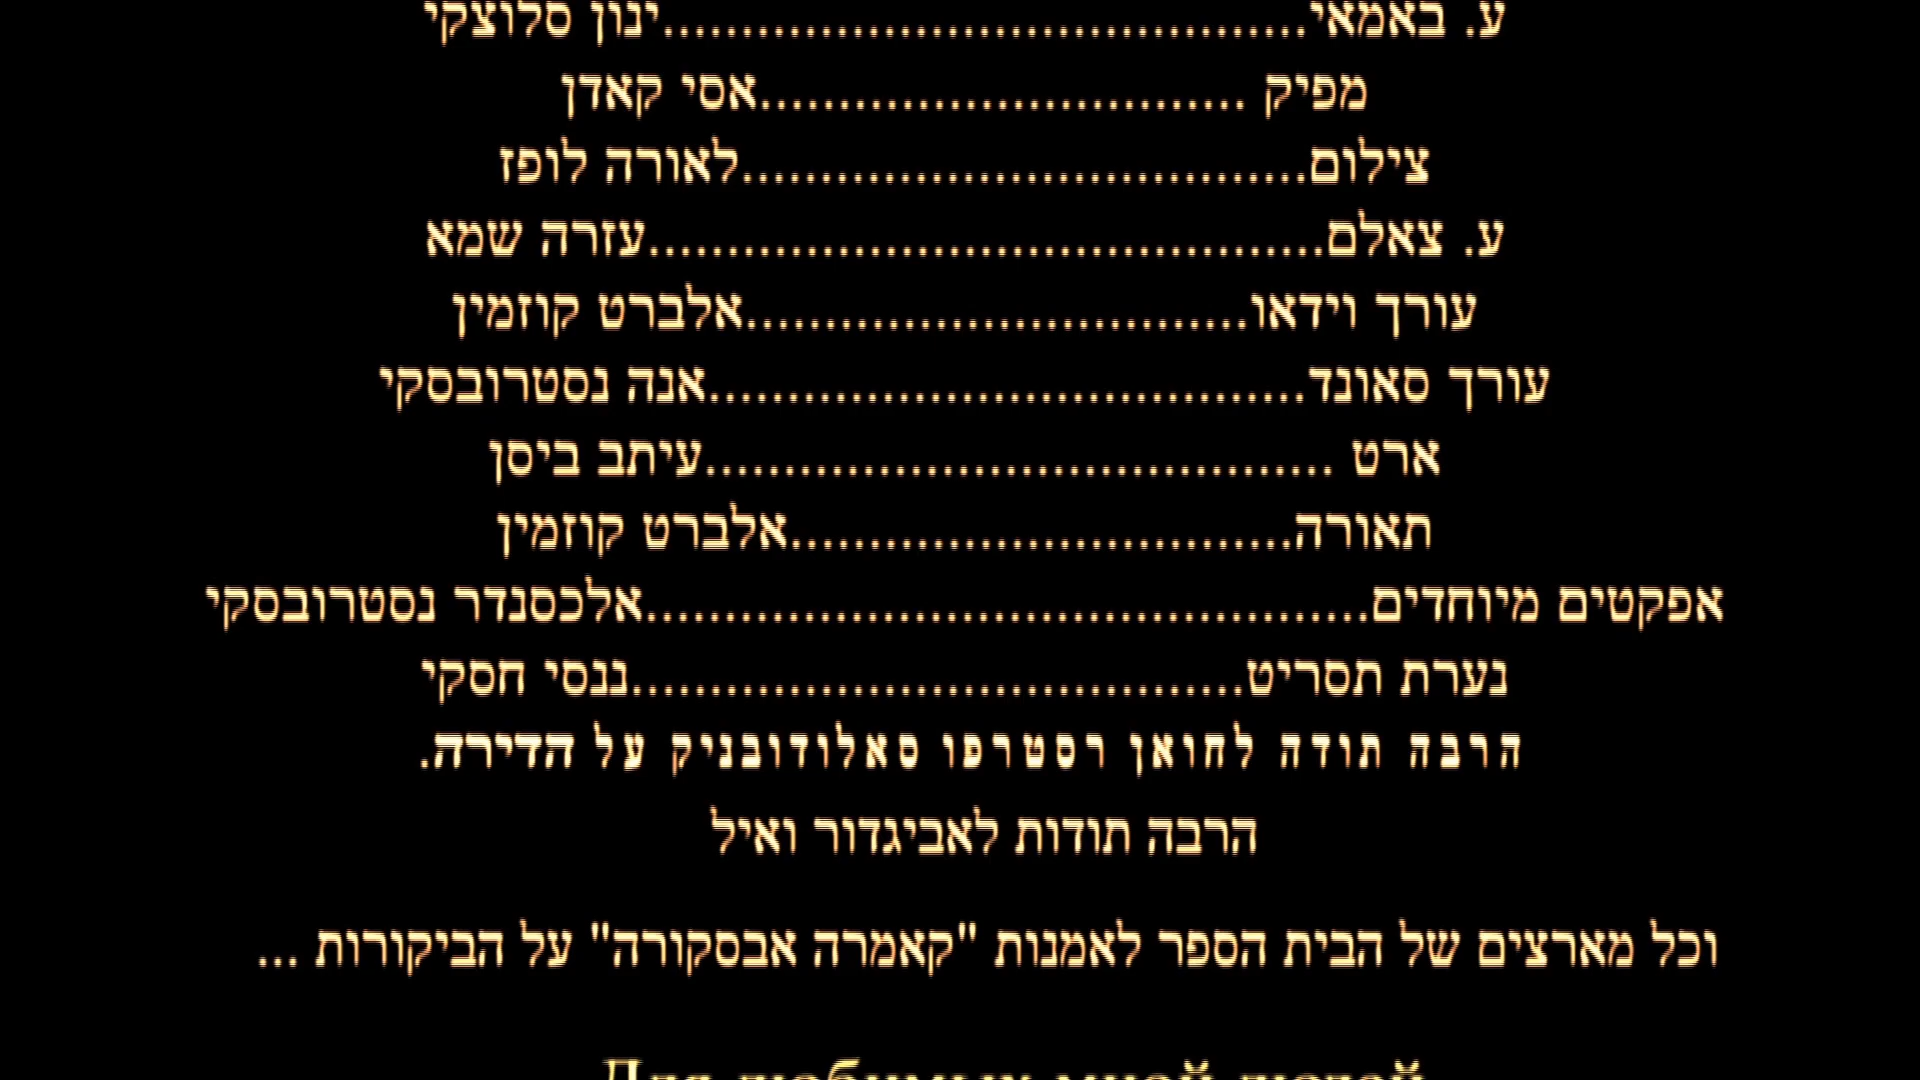 ע. באמאי.........................................ינון סלוצקי
מפיק ...............................אסי קאדן
צילום....................................לאורה לופז
ע. צאלם...........................................עזרה שמא
עורך וידאו................................אלברט קוזמין
עורך סאונד......................................אנה נסטרובסקי
ארט ........................................עיתב ביסן
תאורה................................אלברט קוזמין
אפקטים מיוחדים..............................................אלכסנדר נסטרובסקי
נערת תסריט.......................................ננסי חסקי
הרבה תודה לחואן רסטרפו סאלודובניק על הדירה.
הרבה תודות לאביגדור ואיל
וכל מארצים של הבית הספר לאמנות "קאמרה אבסקורה" על הביקורות ...